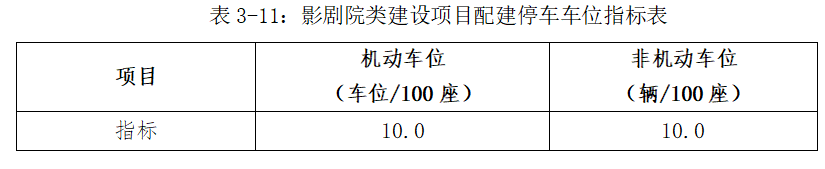 表 3-11：影剧院类建设项目配建停车车位指标表
项目
机动车位
（车位/100 座）
非机动车位
（辆/100 座）
指标
10.0
10.0